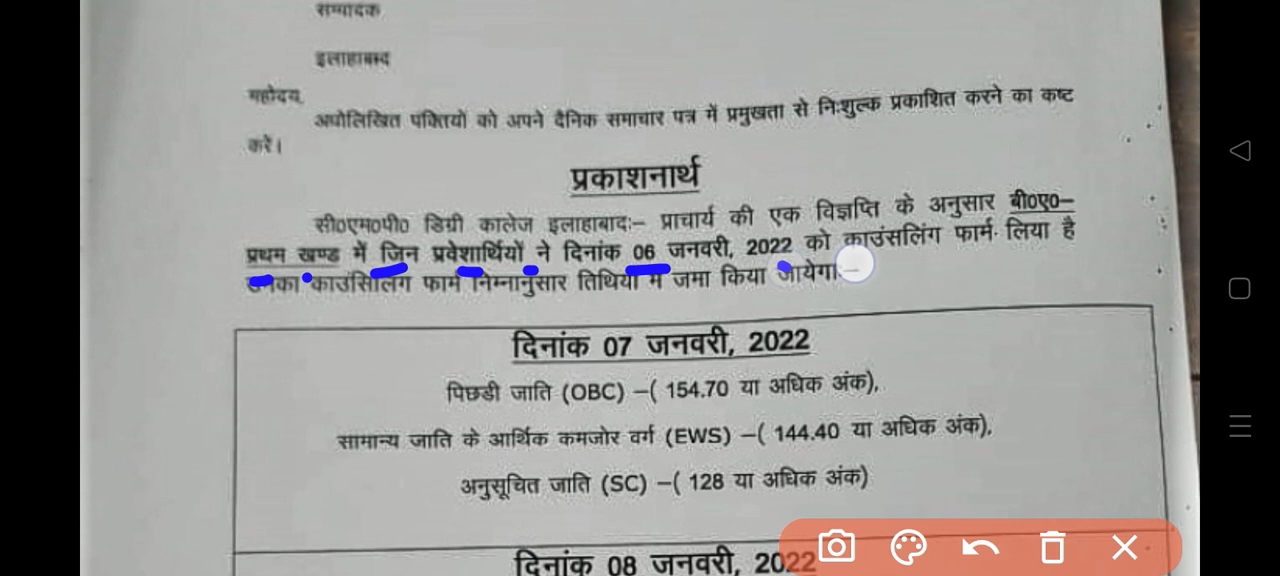 सम्पादक
इलाहाबाद
महोदय,
अधोलिखित पंक्तियों को अपने दैनिक समाचार पत्र में प्रमुखता से निःशुल्क प्रकाशित करने का कष्ट
करें।
प्रकाशनार्थ
सी०एम०पी० डिग्री कालेज इलाहाबादः– प्राचार्य की एक विज्ञप्ति के अनुसार बी०ए०–
प्रथम खण्ड में जिन प्रवेशार्थियों ने दिनांक 06 जनवरी, 2022 को काउंसलिंग फार्म लिया है
उनका काउंसिलिंग फार्म निम्नानुसार तिथियों में जमा किया जायेगाः–
दिनांक 07 जनवरी, 2022
पिछडी जाति (OBC) –( 154.70 या अधिक अंक),
सामान्य जाति के आर्थिक कमजोर वर्ग (EWS) –( 144.40 या अधिक अंक),
अनुसूचित जाति (SC) –( 128 या अधिक अंक)
दिनांक 08 जनवरी, 2022